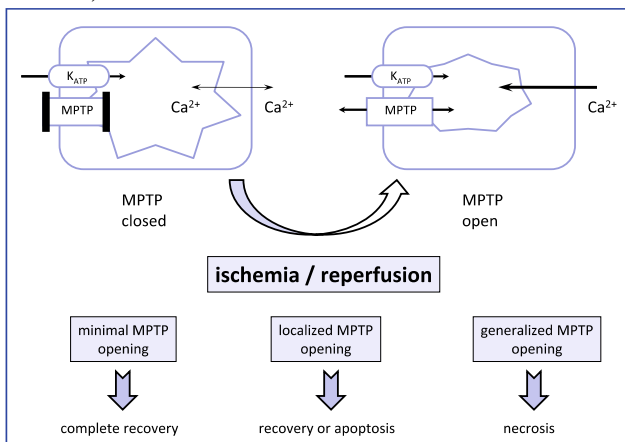 K_ATP
MPTP
Ca²⁺
Ca²⁺
MPTP
closed
K_ATP
MPTP
Ca²⁺
MPTP
open
ischemia / reperfusion
minimal MPTP
opening
complete recovery
localized MPTP
opening
recovery or apoptosis
generalized MPTP
opening
necrosis